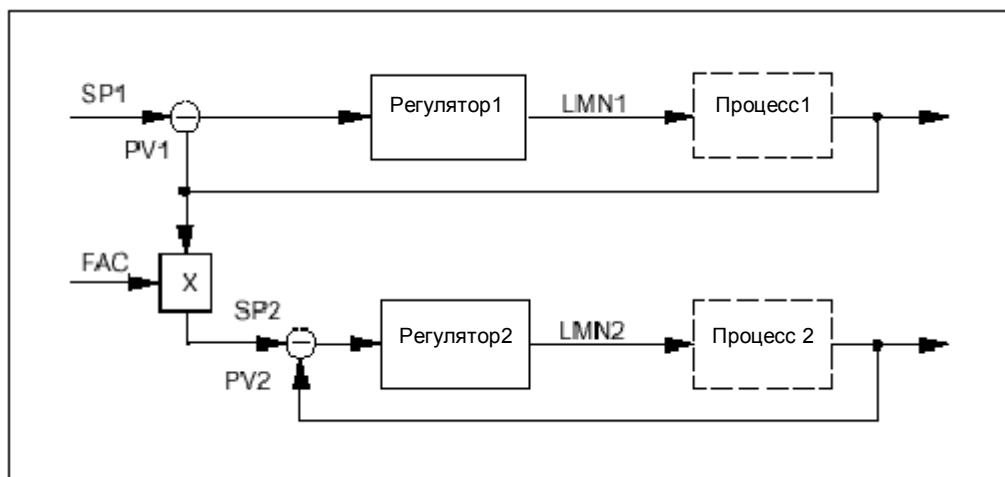 SP1
Регулятор1
LMN1
Процесс1
PV1
FAC
X
SP2
Регулятор2
LMN2
Процесс 2
PV2